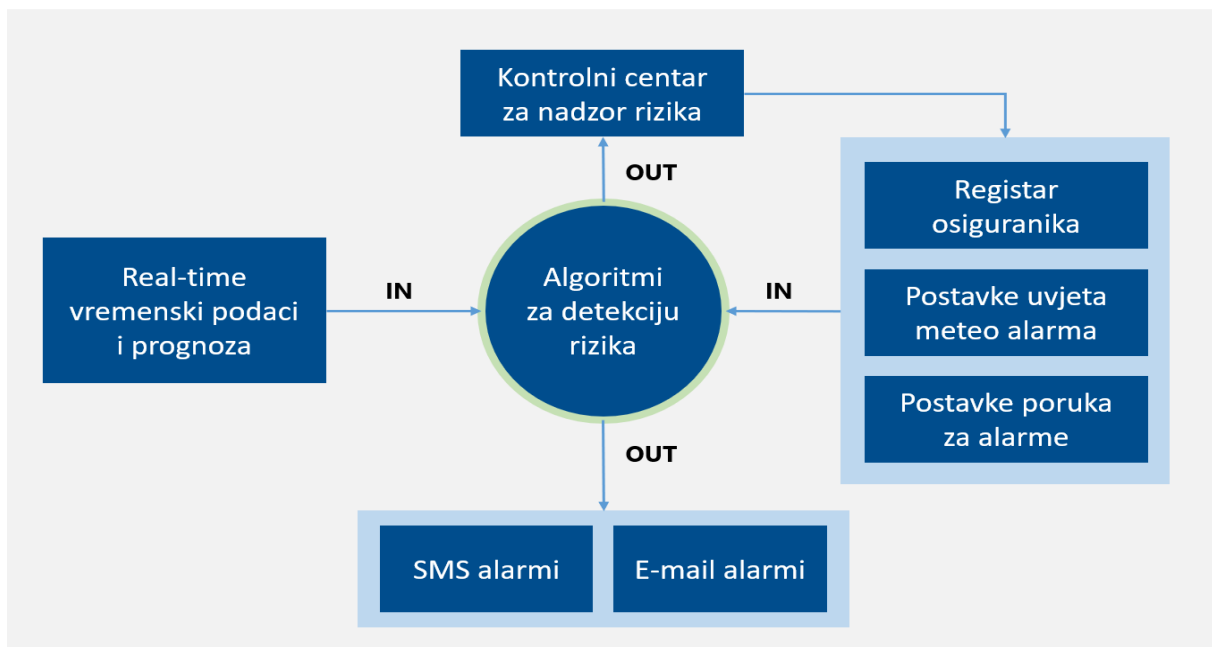 Kontrolni centar
za nadzor rizika
OUT
Registar
osiguranika
Real-time
vremenski podaci
i prognoza
IN
Algoritmi
za detekciju
rizika
IN
Postavke uvjeta
meteo alarma
Postavke poruka
za alarme
OUT
SMS alarmi
E-mail alarmi